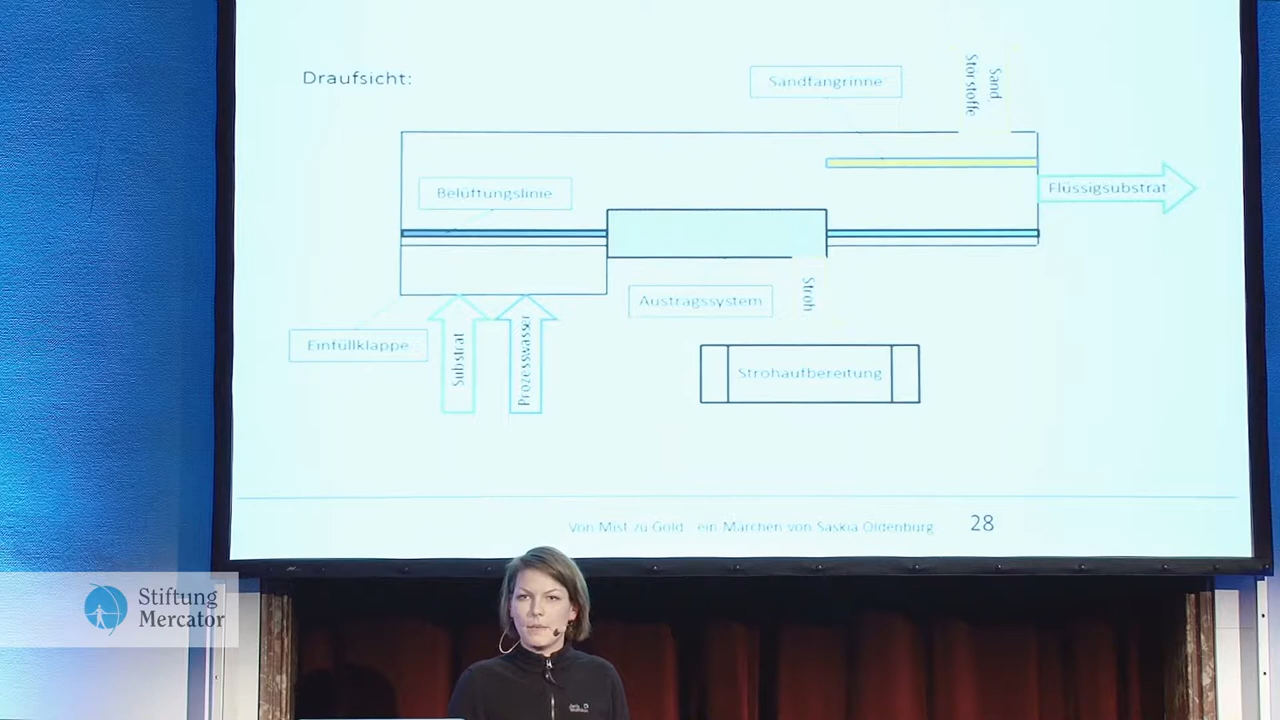 Draufsicht:
Sandfangrinne
Sand,
Störstoffe
Belüftungslinie
Flüssigsubstrat
Austragssystem
Stroh
Einfüllklappe
Substrat
Prozesswasser
Strohaufbereitung
Von Mist zu Gold - ein Märchen von Saskia Oldenburg
28
Stiftung
Mercator